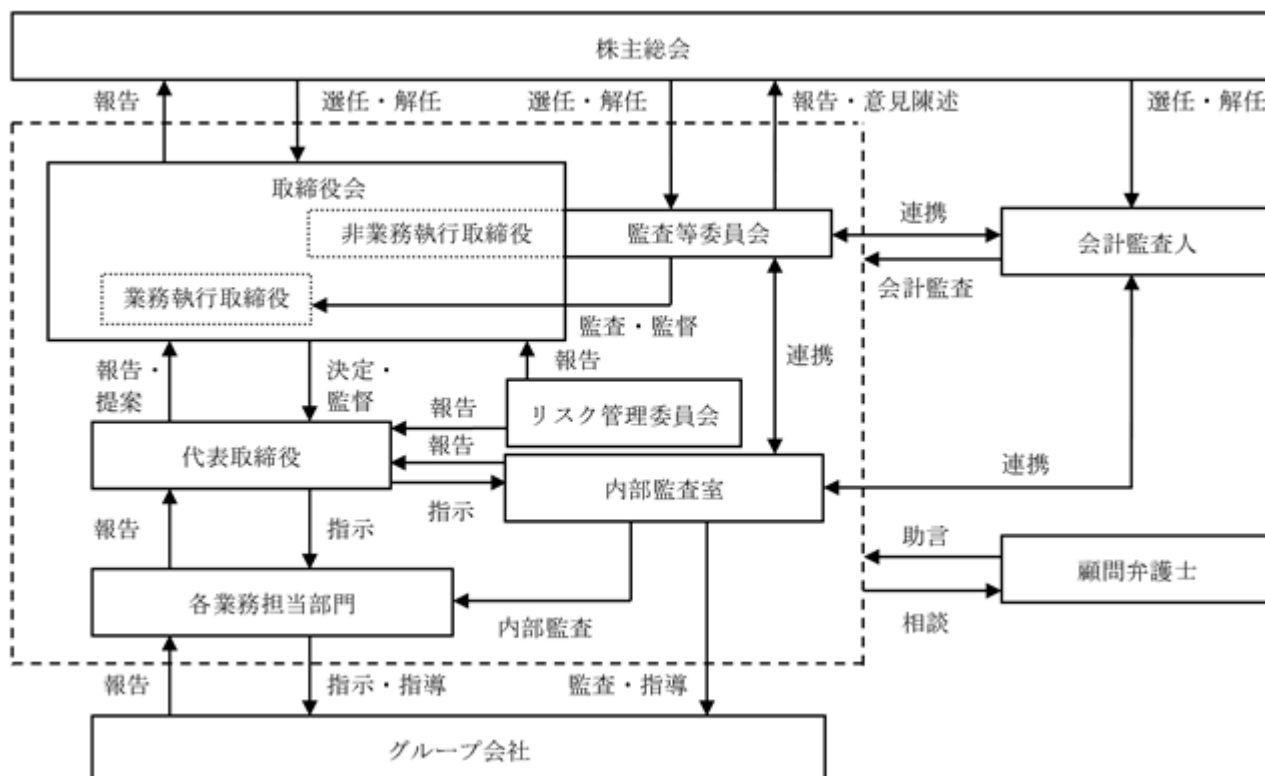 株主総会
報告
選任・解任
選任・解任
報告・意見陳述
選任・解任
取締役会
非業務執行取締役
監査等委員会
連携
会計監査人
会計監査
業務執行取締役
監査・監督
連携
報告・
提案
決定・
監督
報告
リスク管理委員会
報告
代表取締役
報告
指示
内部監査室
連携
報告
指示
助言
顧問弁護士
相談
各業務担当部門
内部監査
報告
指示・指導
監査・指導
グループ会社